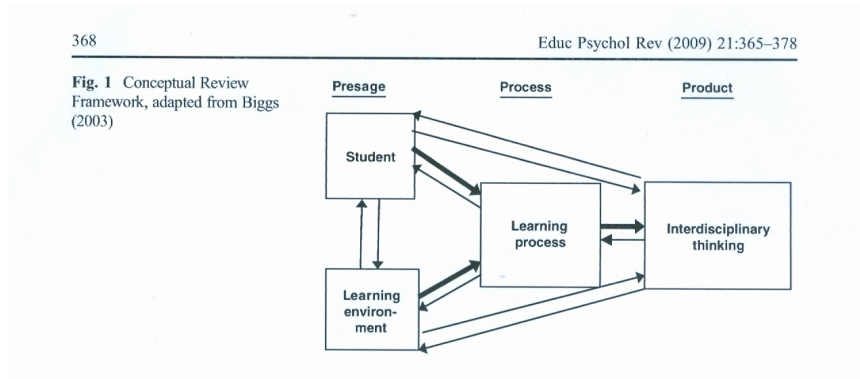 368
Educ Psychol Rev (2009) 21:365–378
Fig. 1 Conceptual Review
Framework, adapted from Biggs
(2003)
Presage
Process
Product
Student
Learning
process
Interdisciplinary
thinking
Learning
environ-
ment